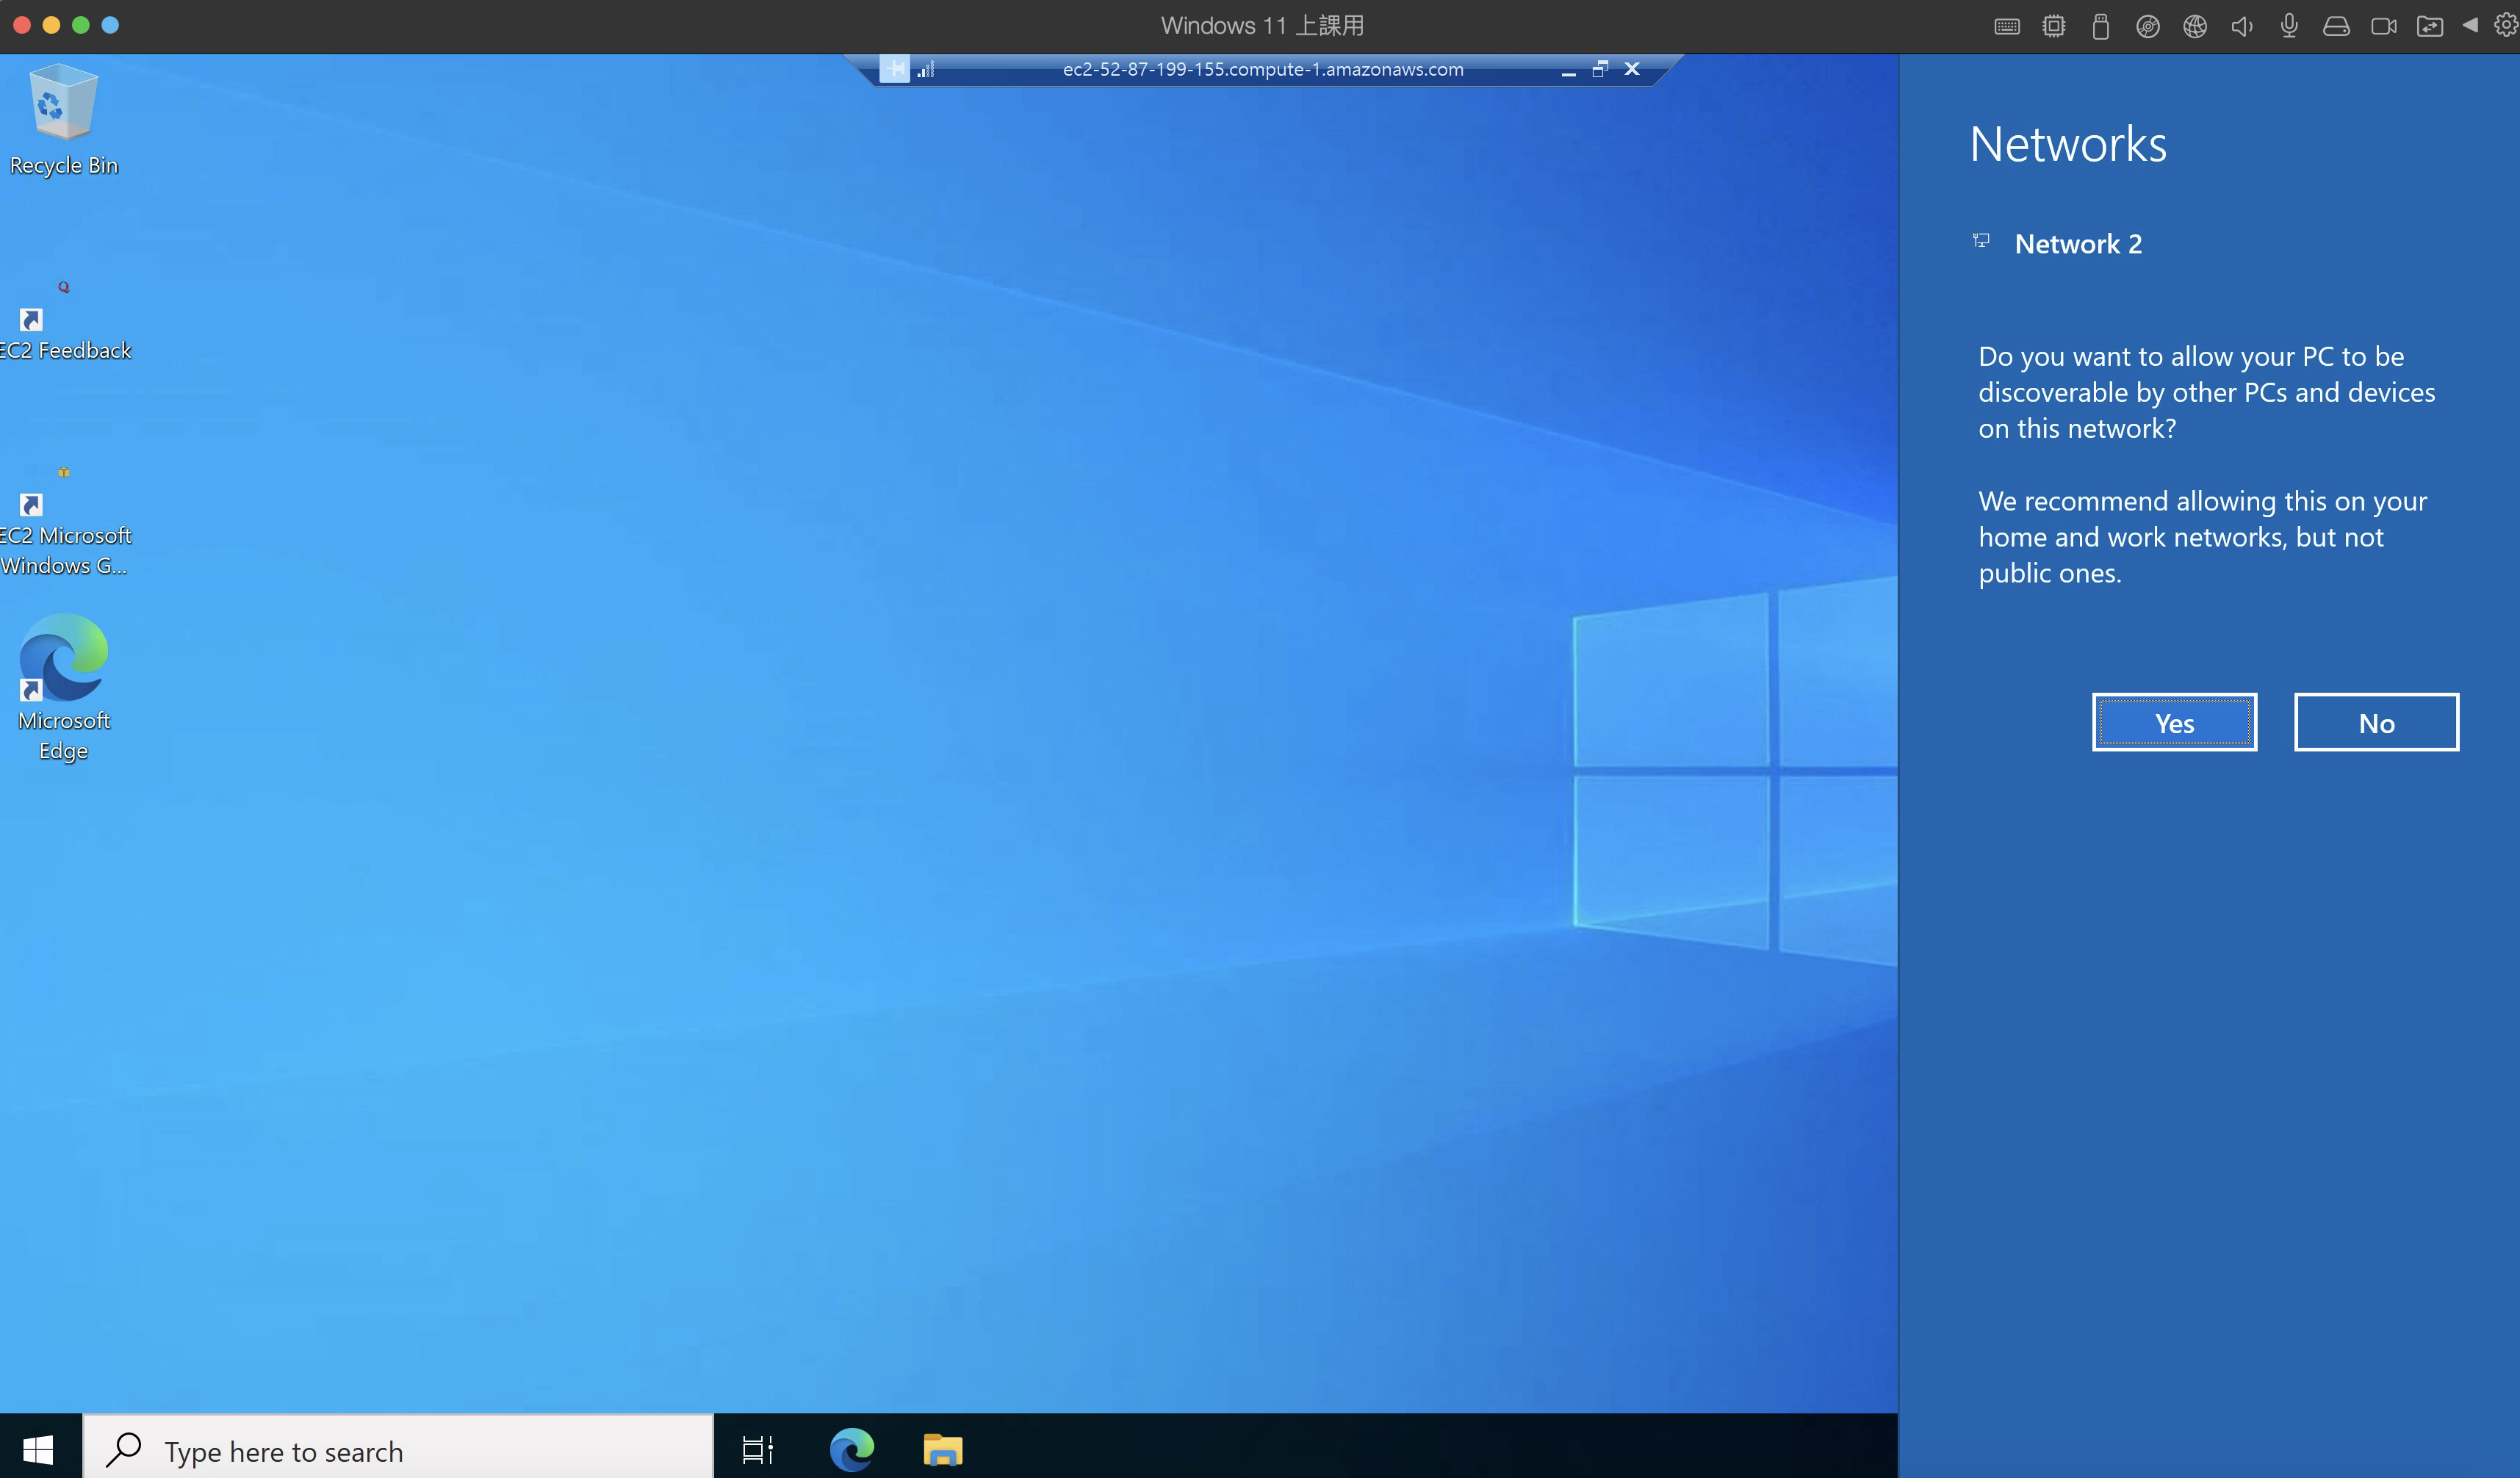 Windows 11 上課用
ec2-52-87-199-155.compute-1.amazonaws.com
Recycle Bin
EC2 Feedback
EC2 Microsoft
Windows G...
Microsoft
Edge
Networks
Network 2
Do you want to allow your PC to be
discoverable by other PCs and devices
on this network?
We recommend allowing this on your
home and work networks, but not
public ones.
Yes
No
Type here to search